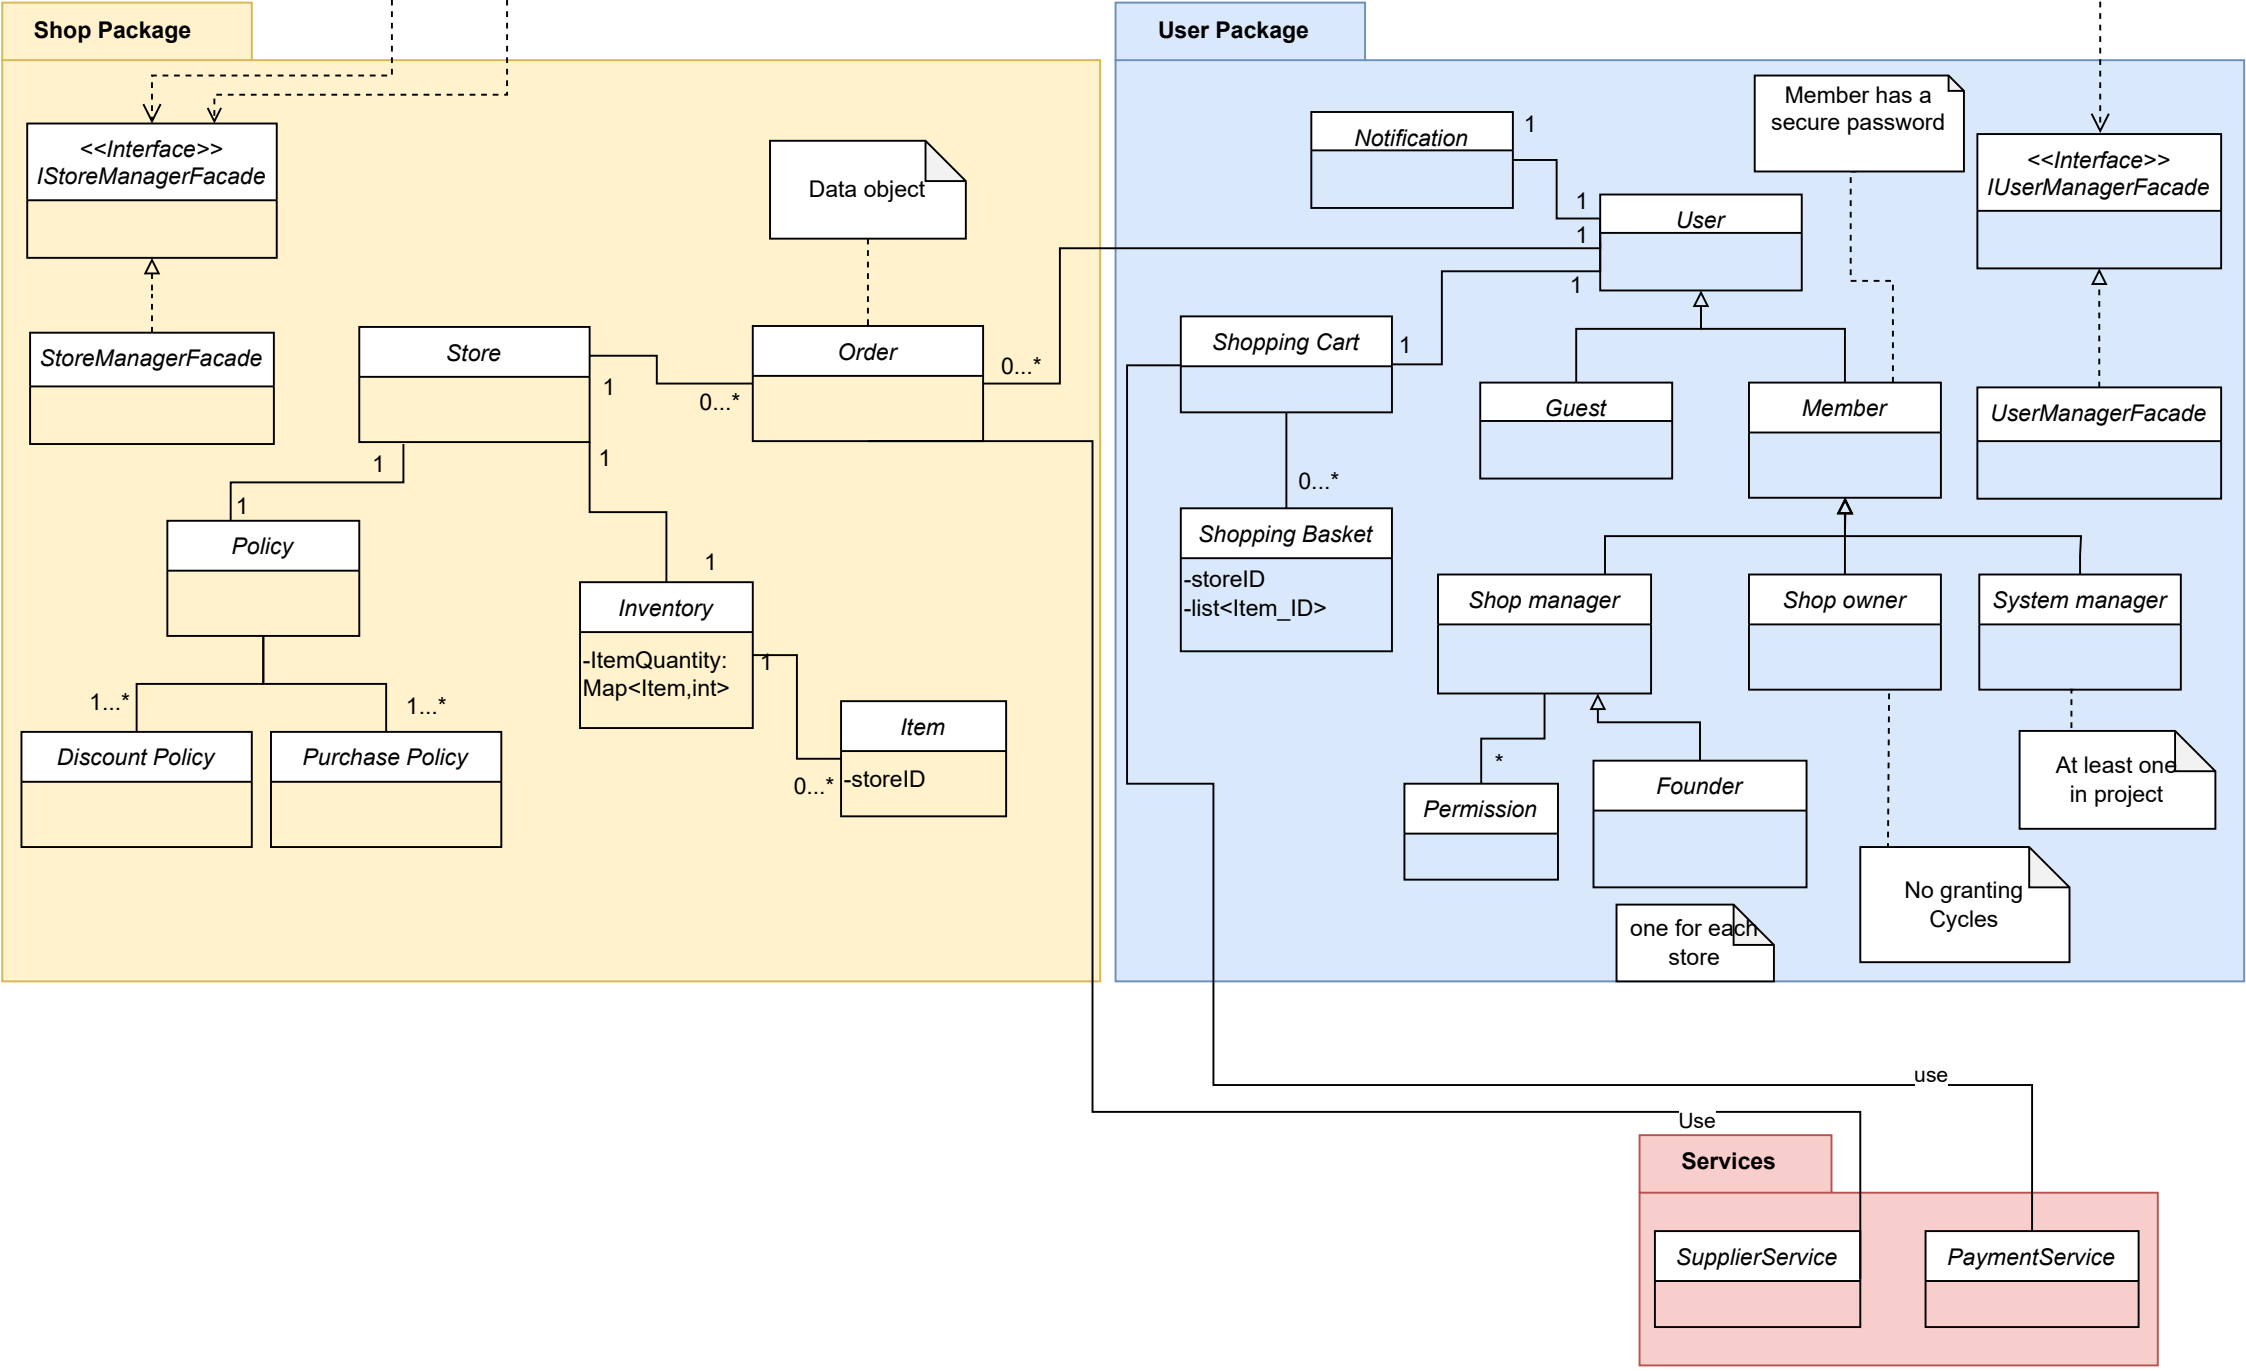 Shop Package
<<Interface>>
IStoreManagerFacade
Data object
StoreManagerFacade
Store
1
0...*
Order
0...*
1
1
1
Policy
1
1
Inventory
-ItemQuantity:
Map<Item,int>
1
0...*
Item
-storeID
1...*
1...*
Discount Policy
Purchase Policy
User Package
Notification
1
Member has a
secure password
<<Interface>>
IUserManagerFacade
1
1
1
User
Shopping Cart
1
Guest
Member
UserManagerFacade
0...*
Shopping Basket
-storeID
-list<Item_ID>
Shop manager
Shop owner
System manager
*
Permission
Founder
At least one
in project
No granting
Cycles
one for each
store
use
Use
Services
SupplierService
PaymentService